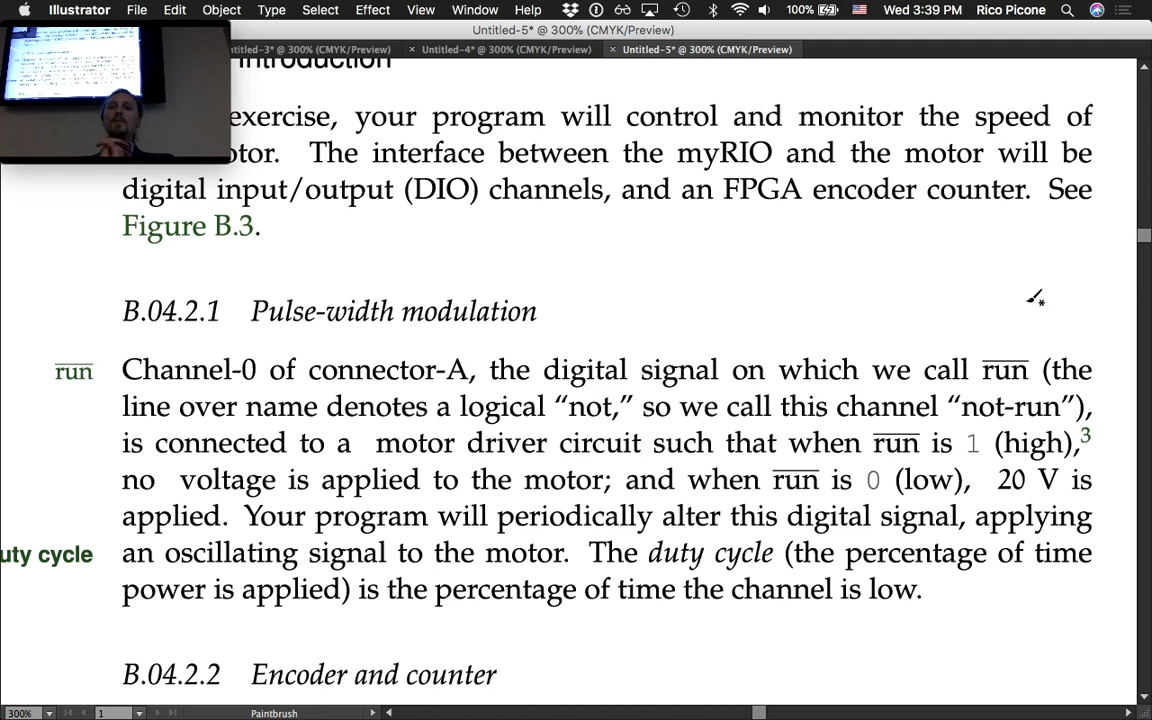 Illustrator File Edit Object Type Select Effect View Window Help 100% Wed 3:39 PM Rico Picone
Untitled-5* @ 300% (CMYK/Preview)
ntitled-3* @ 300% (CMYK/Preview) × Untitled-4* @ 300% (CMYK/Preview) × Untitled-5* @ 300% (CMYK/Preview)
Introduction
exercise, your program will control and monitor the speed of
otor. The interface between the myRIO and the motor will be
digital input/output (DIO) channels, and an FPGA encoder counter. See
Figure B.3.
B.04.2.1 Pulse-width modulation
run Channel-0 of connector-A, the digital signal on which we call run (the
line over name denotes a logical “not,” so we call this channel “not-run”),
is connected to a motor driver circuit such that when run is 1 (high),3
no voltage is applied to the motor; and when run is 0 (low), 20 V is
applied. Your program will periodically alter this digital signal, applying
uty cycle an oscillating signal to the motor. The duty cycle (the percentage of time
power is applied) is the percentage of time the channel is low.
B.04.2.2 Encoder and counter
300% 1 Paintbrush